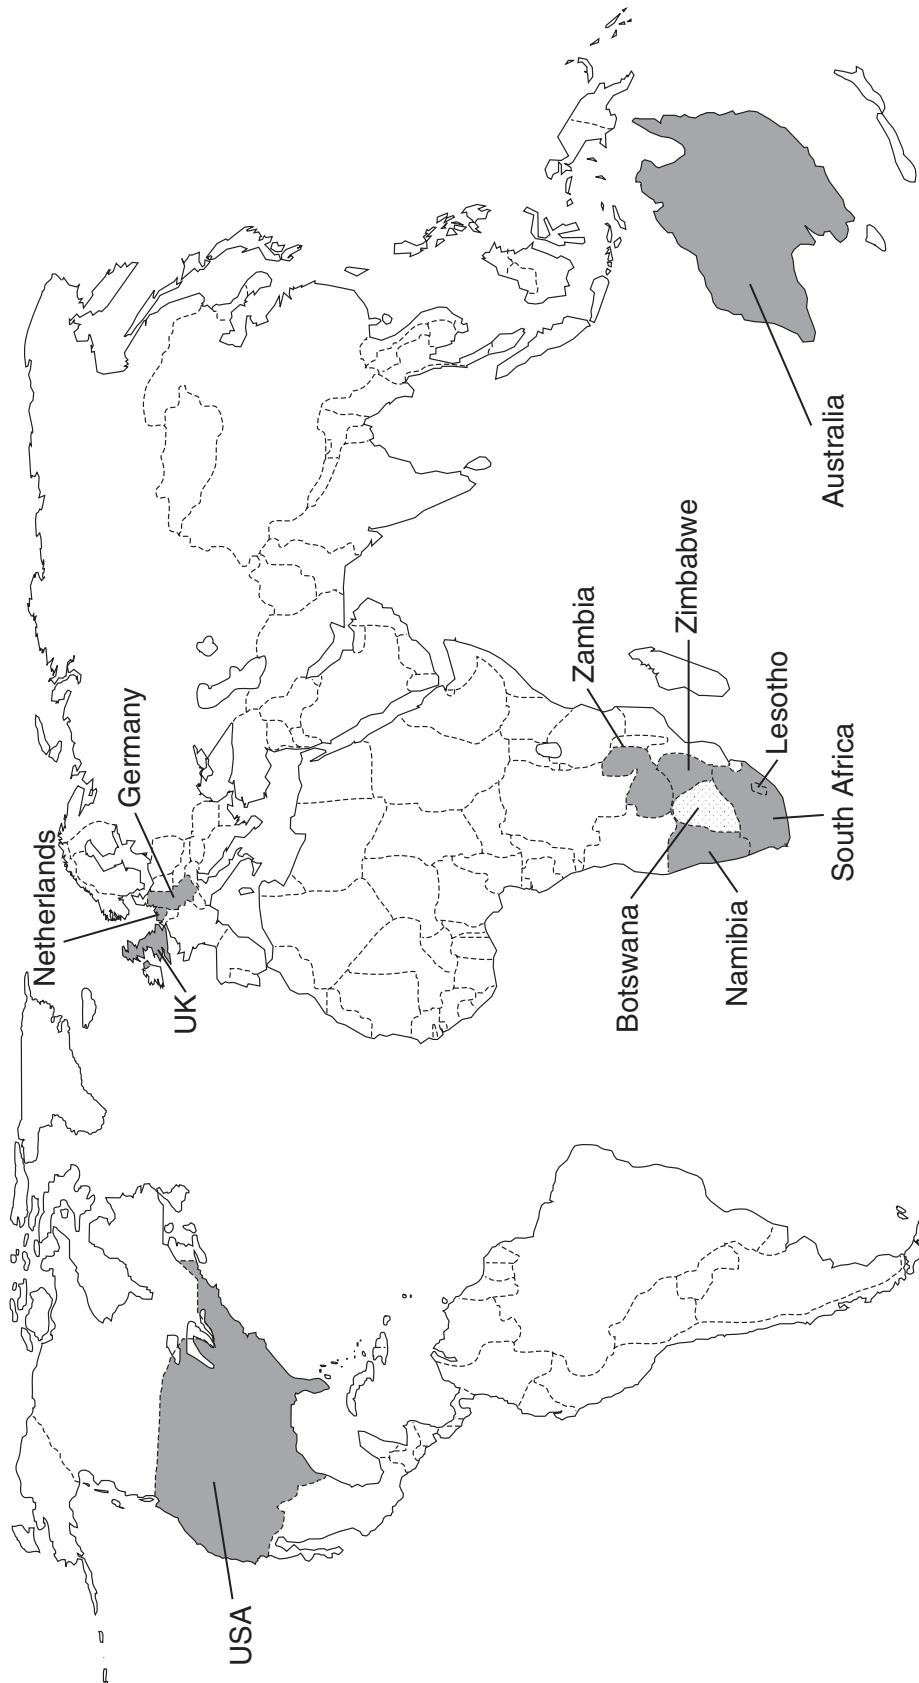 Netherlands
Germany
UK
USA
Zambia
Zimbabwe
Botswana
Namibia
Lesotho
South Africa
Australia